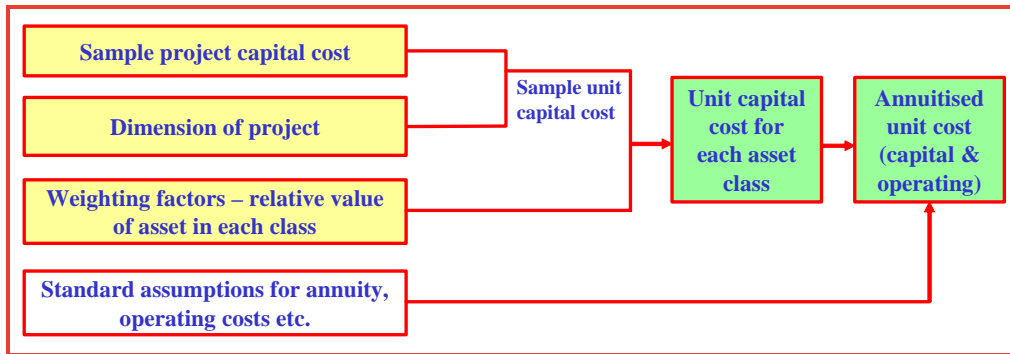 Sample project capital cost
Dimension of project
Sample unit
capital cost
Weighting factors – relative value
of asset in each class
Unit capital
cost for
each asset
class
Annuitised
unit cost
(capital &
operating)
Standard assumptions for annuity,
operating costs etc.